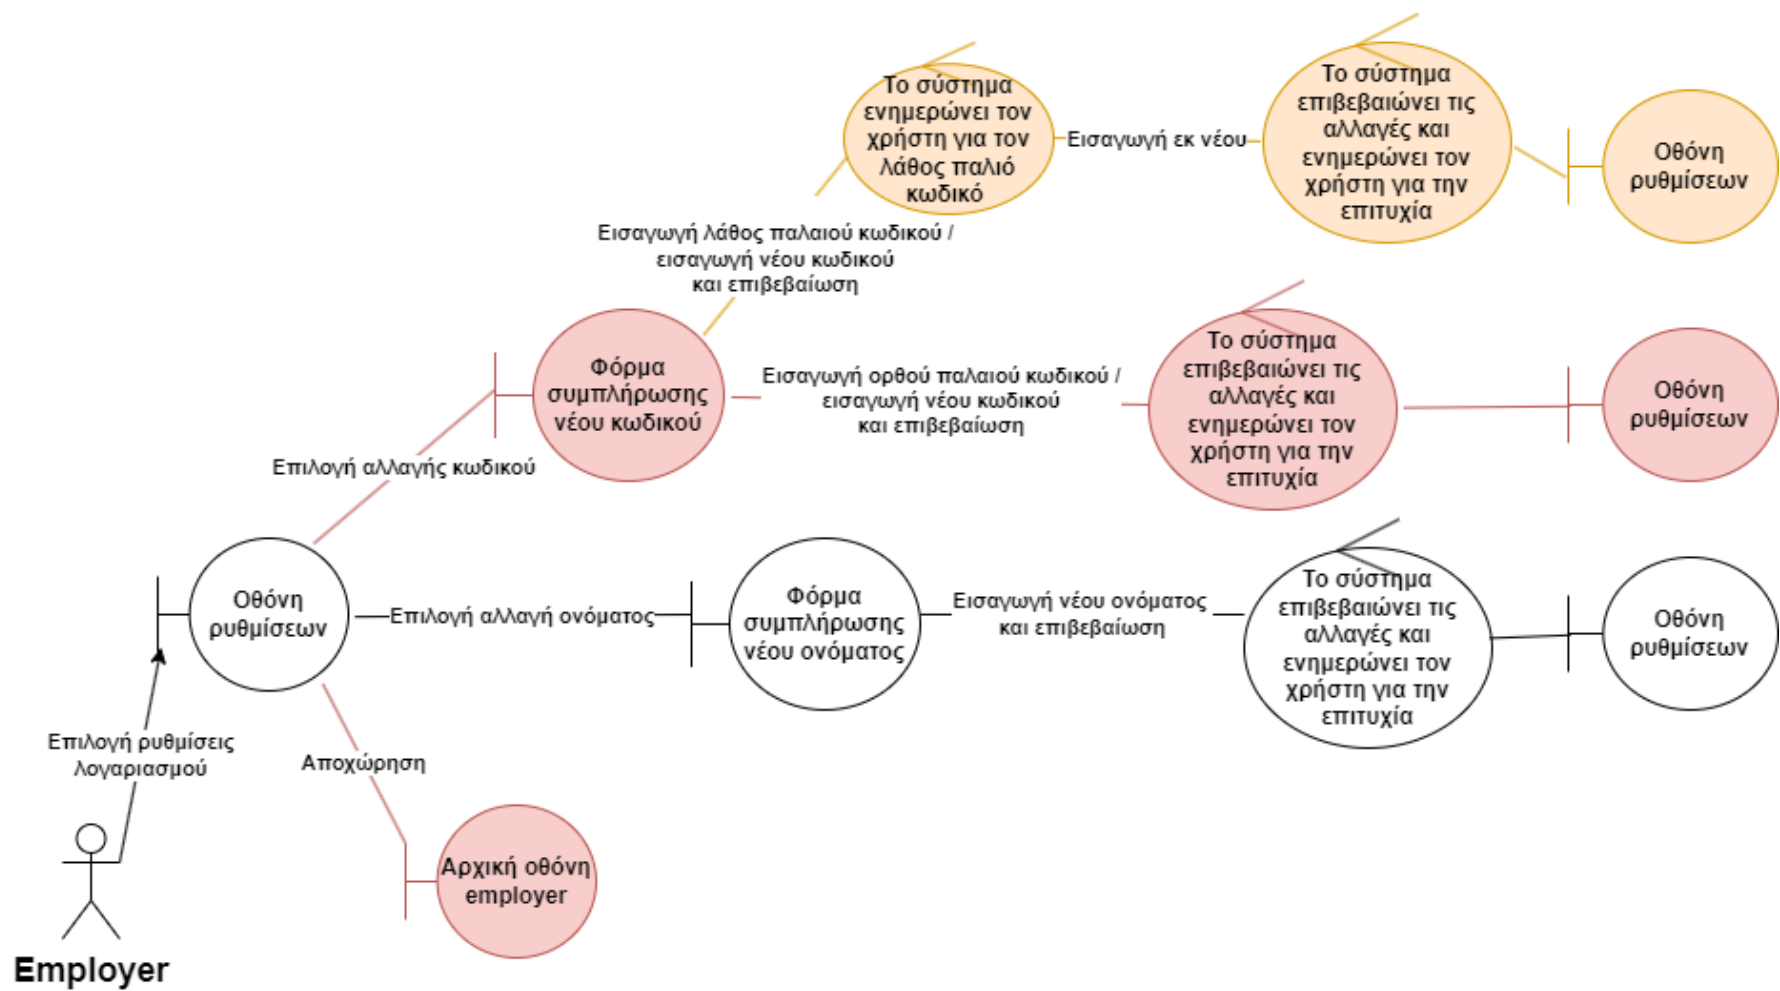 Το σύστημα
ενημερώνει τον
χρήστη για τον
λάθος παλιό
κωδικό
Εισαγωγή εκ νέου
Το σύστημα
επιβεβαιώνει τις
αλλαγές και
ενημερώνει τον
χρήστη για την
επιτυχία
Οθόνη
ρυθμίσεων
Εισαγωγή λάθος παλαιού κωδικού /
εισαγωγή νέου κωδικού
και επιβεβαίωση
Φόρμα
συμπλήρωσης
νέου κωδικού
Εισαγωγή ορθού παλαιού κωδικού /
εισαγωγή νέου κωδικού
και επιβεβαίωση
Το σύστημα
επιβεβαιώνει τις
αλλαγές και
ενημερώνει τον
χρήστη για την
επιτυχία
Οθόνη
ρυθμίσεων
Επιλογή αλλαγής κωδικού
Οθόνη
ρυθμίσεων
Επιλογή αλλαγή ονόματος
Φόρμα
συμπλήρωσης
νέου ονόματος
Εισαγωγή νέου ονόματος
και επιβεβαίωση
Το σύστημα
επιβεβαιώνει τις
αλλαγές και
ενημερώνει τον
χρήστη για την
επιτυχία
Οθόνη
ρυθμίσεων
Επιλογή ρυθμίσεις
λογαριασμού
Αποχώρηση
Αρχική οθόνη
employer
Employer